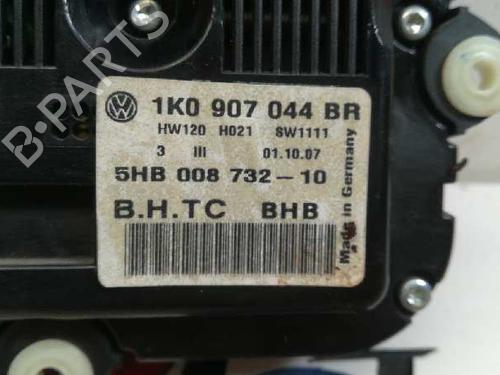 B-PARTS
1K0 907 044 BR
HW120 H021 SW1111
3 III 01.10.07
5HB 008 732-10
B.H.TC BHB
Made in Germany